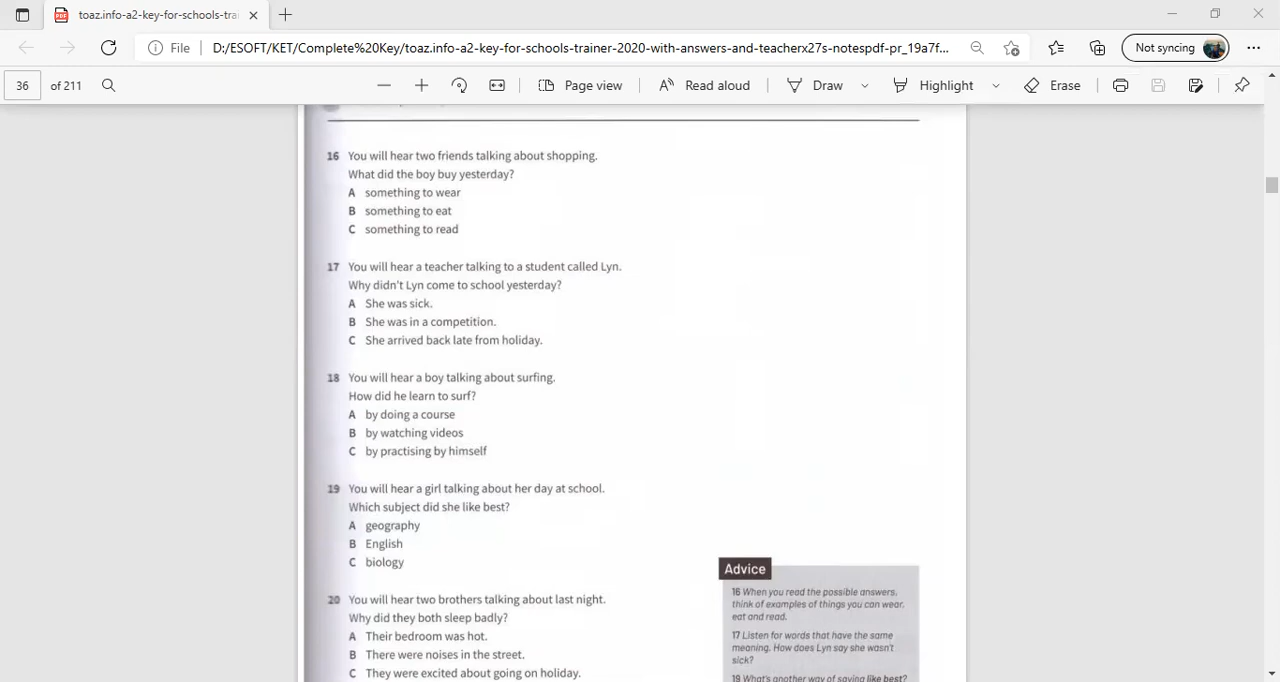 toaz.info-a2-key-for-schools-trai
File
D:/ESOFT/KET/Complete%20Key/toaz.info-a2-key-for-schools-trainer-2020-with-answers-and-teacherx27s-notespdf-pr_19a7f...
Not syncing
36 of 211
Page view
Read aloud
Draw
Highlight
Erase
16 You will hear two friends talking about shopping.
What did the boy buy yesterday?
A something to wear
B something to eat
C something to read
17 You will hear a teacher talking to a student called Lyn.
Why didn't Lyn come to school yesterday?
A She was sick.
B She was in a competition.
C She arrived back late from holiday.
18 You will hear a boy talking about surfing.
How did he learn to surf?
A by doing a course
B by watching videos
C by practising by himself
19 You will hear a girl talking about her day at school.
Which subject did she like best?
A geography
B English
C biology
20 You will hear two brothers talking about last night.
Why did they both sleep badly?
A Their bedroom was hot.
B There were noises in the street.
C They were excited about going on holiday.
Advice
16 When you read the possible answers,
think of examples of things you can wear,
eat and read.
17 Listen for words that have the same
meaning. How does Lyn say she wasn't
sick?
19 What's another way of saying like best?